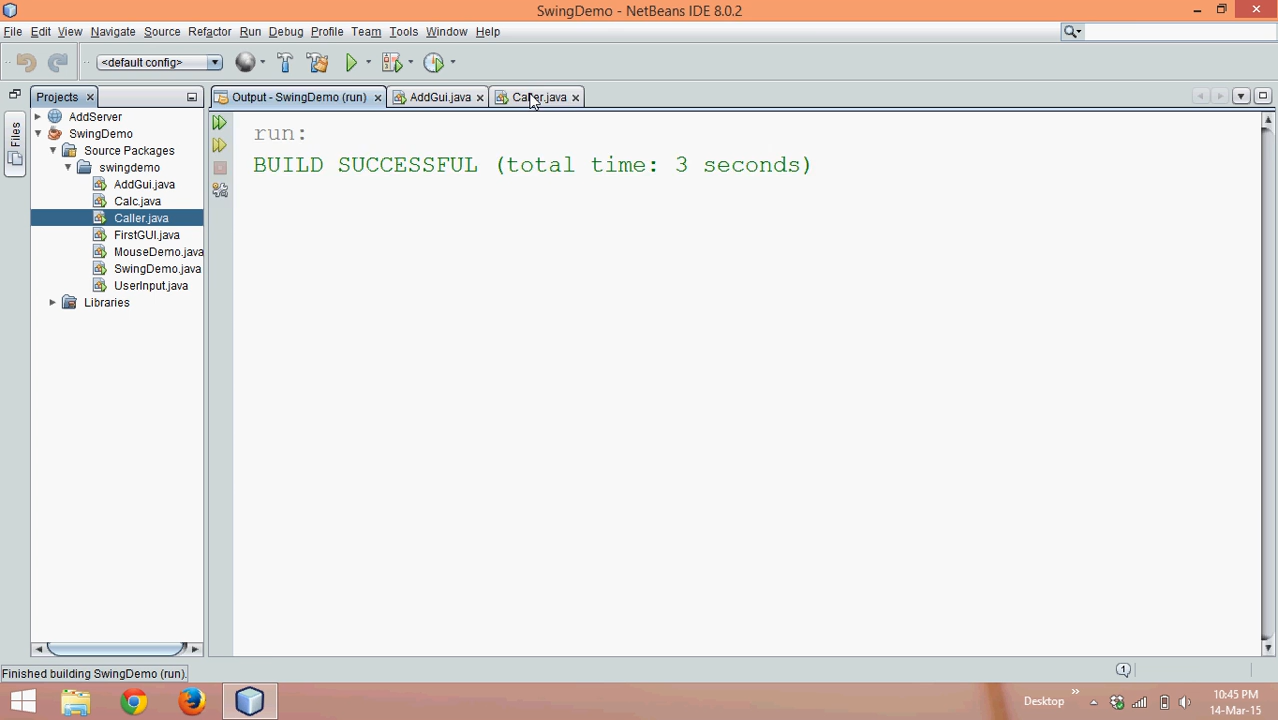 SwingDemo - NetBeans IDE 8.0.2
File Edit View Navigate Source Refactor Run Debug Profile Team Tools Window Help
<default config>
Projects
Output - SwingDemo (run)
AddGui.java
Caller.java
Files
AddServer
SwingDemo
Source Packages
swingdemo
AddGui.java
Calc.java
Caller.java
FirstGUI.java
MouseDemo.java
SwingDemo.java
UserInput.java
Libraries
run:
BUILD SUCCESSFUL (total time: 3 seconds)
Finished building SwingDemo (run).
1
Desktop
10:45 PM
14-Mar-15